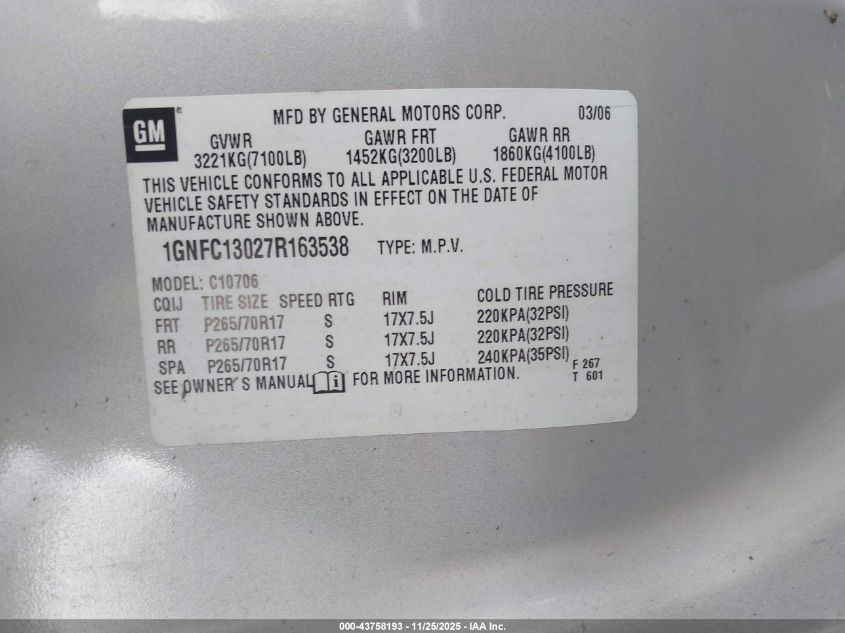 GM
MFD BY GENERAL MOTORS CORP. 03/06
GVWR GAWR FRT GAWR RR
3221KG(7100LB) 1452KG(3200LB) 1860KG(4100LB)
THIS VEHICLE CONFORMS TO ALL APPLICABLE U.S. FEDERAL MOTOR
VEHICLE SAFETY STANDARDS IN EFFECT ON THE DATE OF
MANUFACTURE SHOWN ABOVE.
1GNFC13027R163538 TYPE: M.P.V.
MODEL: C10706
CQIJ TIRE SIZE SPEED RTG RIM COLD TIRE PRESSURE
FRT P265/70R17 S 17X7.5J 220KPA(32PSI)
RR P265/70R17 S 17X7.5J 220KPA(32PSI)
SPA P265/70R17 S 17X7.5J 240KPA(35PSI)
SEE OWNER'S MANUAL i FOR MORE INFORMATION.
F 267
T 601
000-43758193 - 11/25/2025 - IAA Inc.